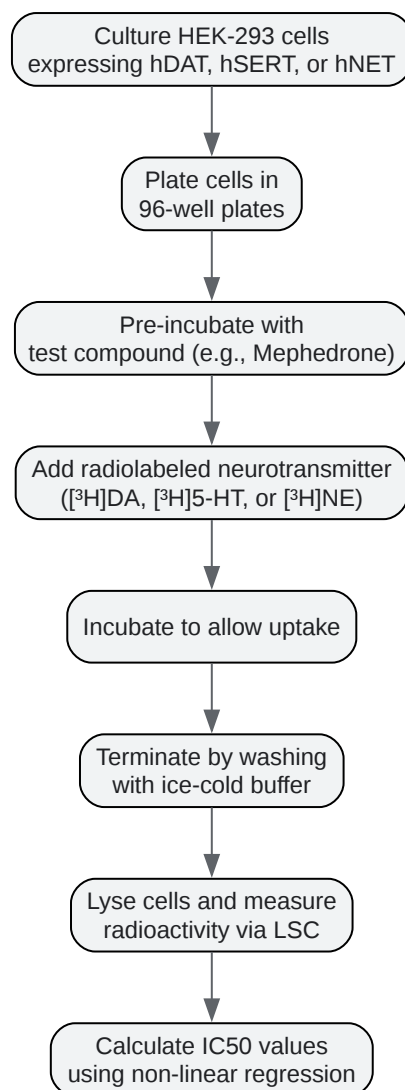 Culture HEK-293 cells
expressing hDAT, hSERT, or hNET
Plate cells in
96-well plates
Pre-incubate with
test compound (e.g., Mephedrone)
Add radiolabeled neurotransmitter
([³H]DA, [³H]5-HT, or [³H]NE)
Incubate to allow uptake
Terminate by washing
with ice-cold buffer
Lyse cells and measure
radioactivity via LSC
Calculate IC50 values
using non-linear regression